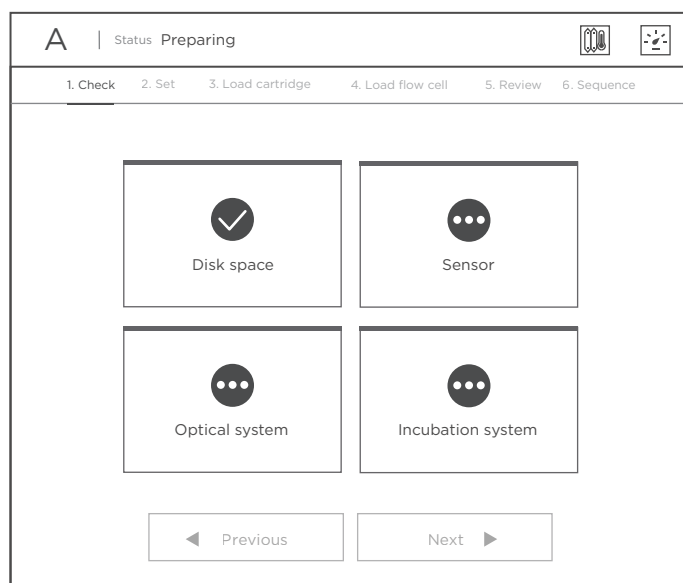 A | Status Preparing
1. Check 2. Set 3. Load cartridge 4. Load flow cell 5. Review 6. Sequence
Disk space Sensor
Optical system Incubation system
Previous Next